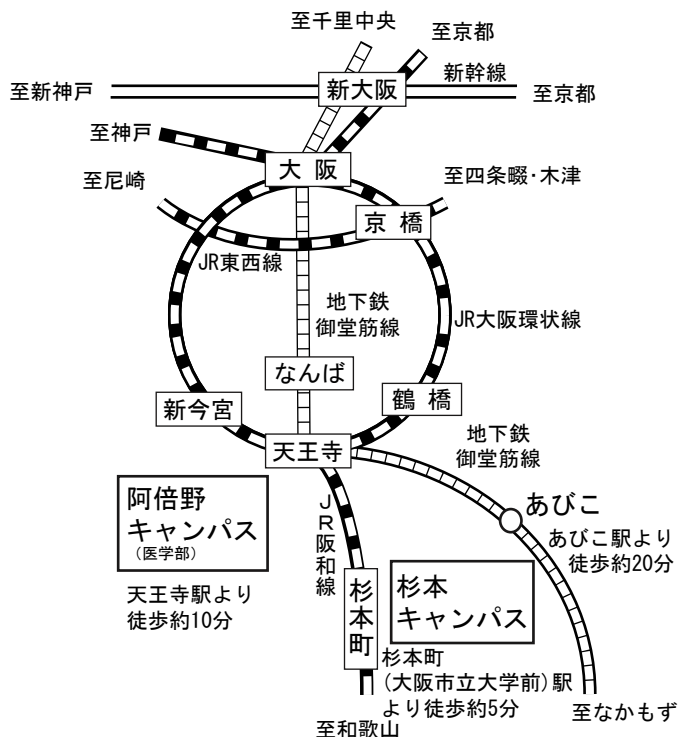 至千里中央
至京都
新幹線
至新神戸
新大阪
至京都
至神戸
大阪
至尼崎
至四条畷・木津
京橋
JR東西線
地下鉄
御堂筋線
JR大阪環状線
なんば
新今宮
鶴橋
天王寺
地下鉄
御堂筋線
阿倍野
キャンパス
(医学部)
天王寺駅より
徒歩約10分
JR阪和線
あびこ
あびこ駅より
徒歩約20分
杉本町
杉本
キャンパス
杉本町
(大阪市立大学前)駅
より徒歩約5分
至和歌山
至なかもず